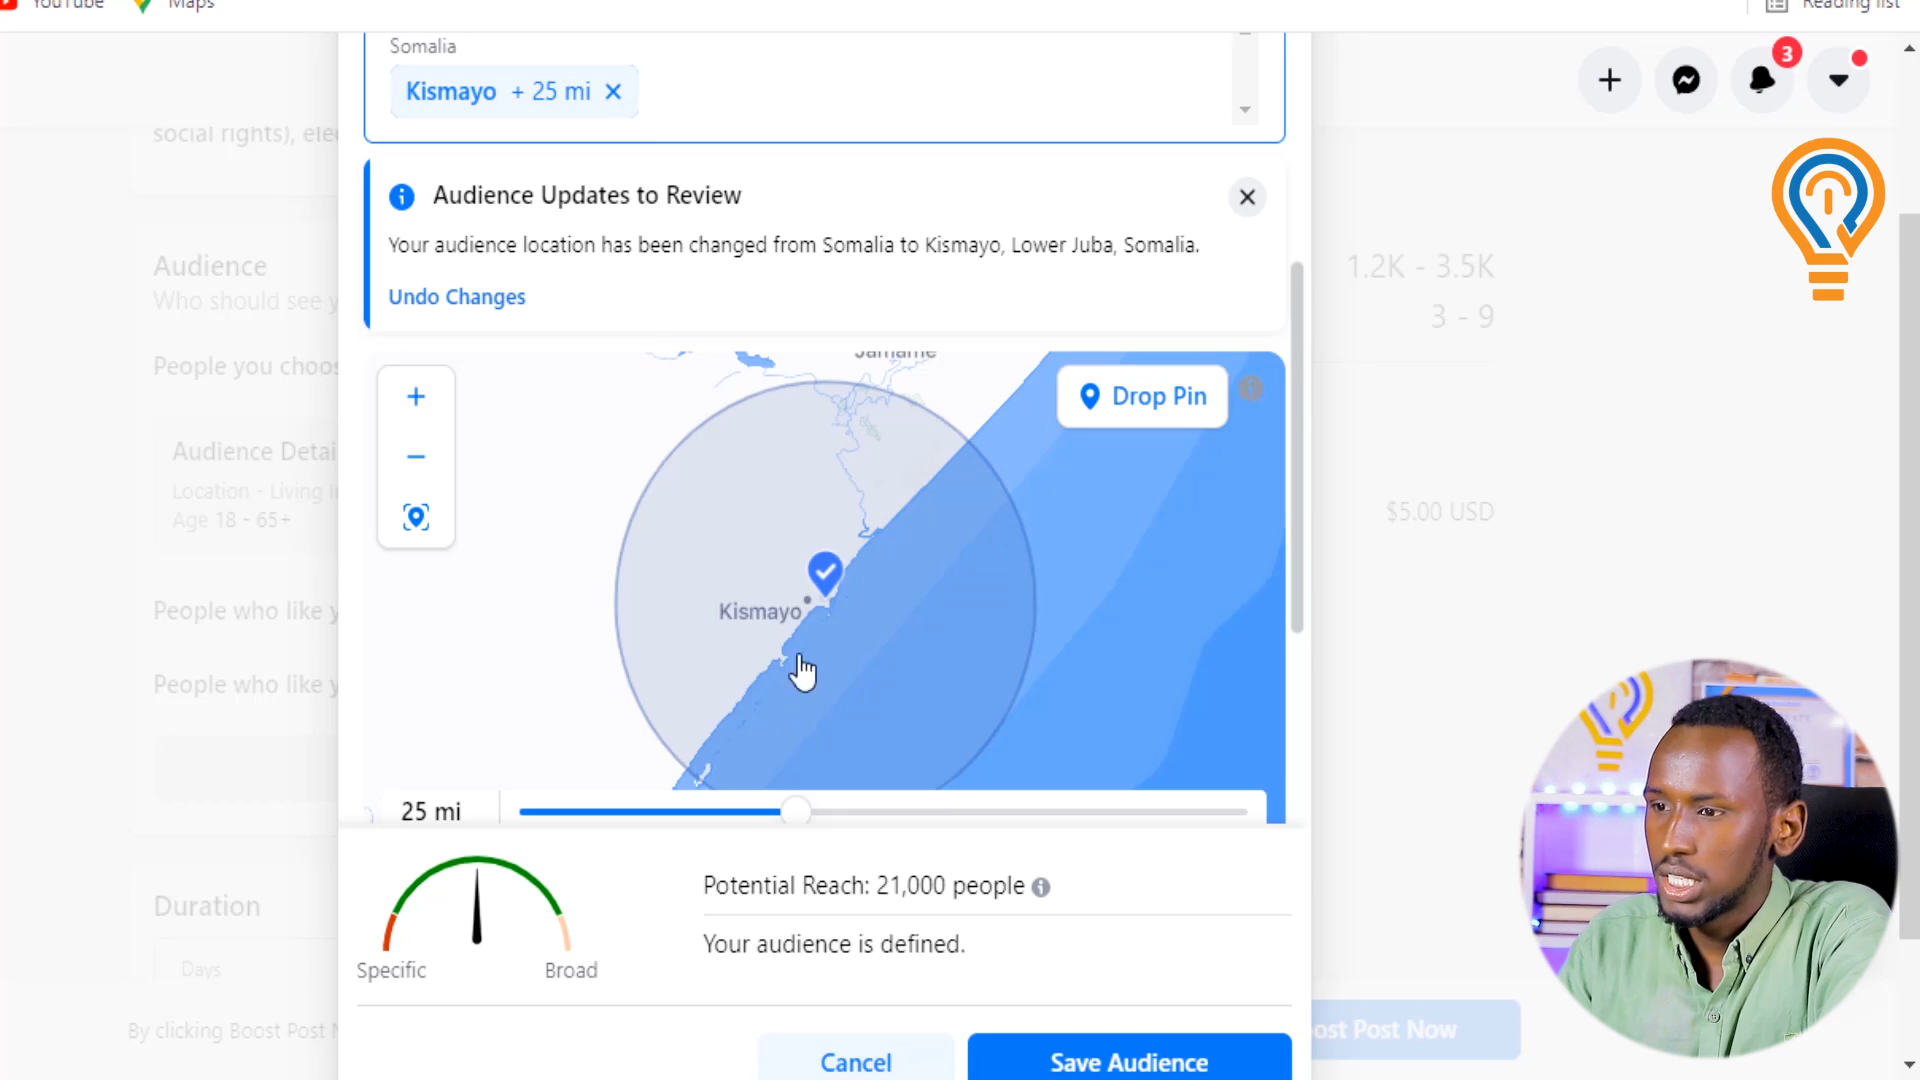 YouTube
Maps
Reading list
Somalia
Kismayo + 25 mi
3
social rights), ele
Audience Updates to Review
Your audience location has been changed from Somalia to Kismayo, Lower Juba, Somalia.
Undo Changes
Audience
Who should see y
1.2K - 3.5K
3 - 9
People you choos
Jamame
Drop Pin
Audience Detai
Location - Living I
Age 18 - 65+
$5.00 USD
Kismayo
People who like y
People who like y
25 mi
Potential Reach: 21,000 people
Your audience is defined.
Specific
Broad
Duration
Days
By clicking Boost Post N
ost Post Now
Cancel
Save Audience